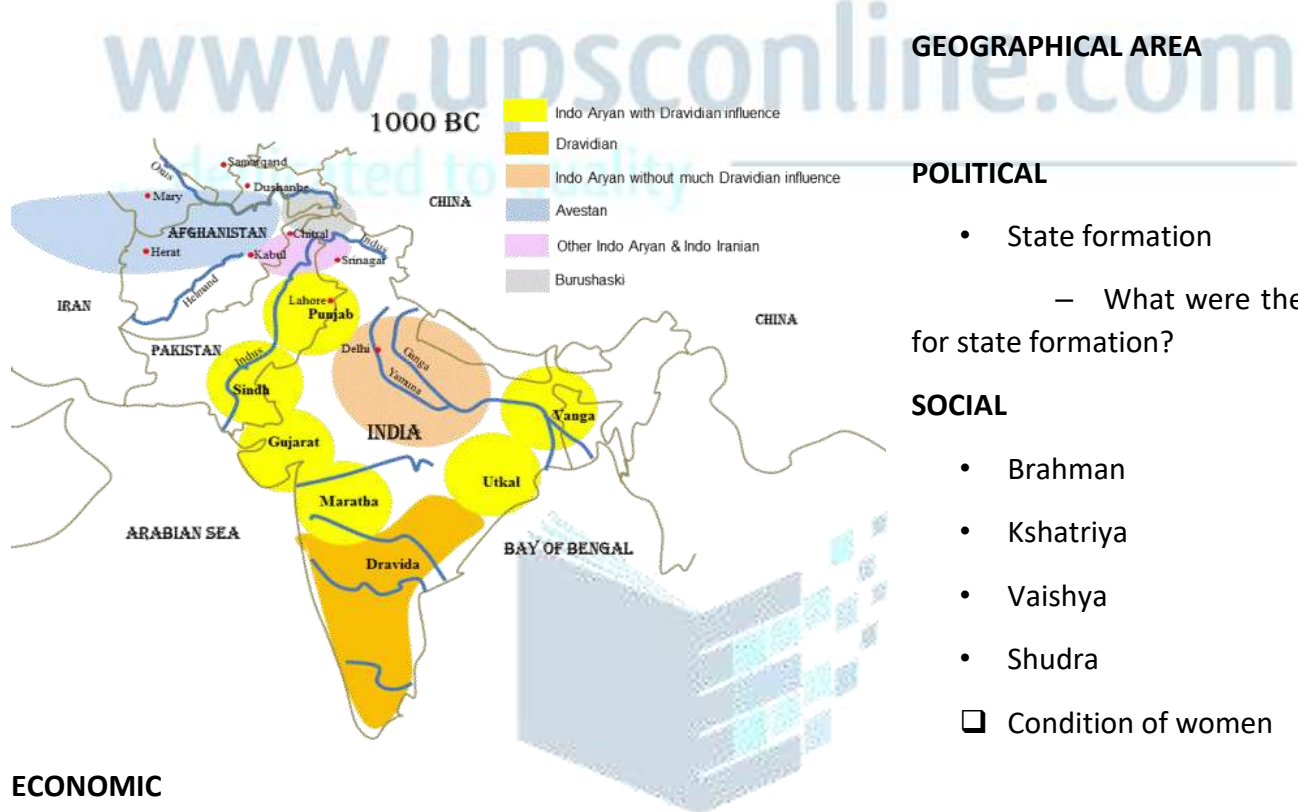 www.upsconline.com
dedicated to quality
GEOGRAPHICAL AREA
1000 BC
Indo Aryan with Dravidian influence
Dravidian
Indo Aryan without much Dravidian influence
Avestan
Other Indo Aryan & Indo Iranian
Burushaski
Samarqand
Oxus
Dushanbe
Mary
CHINA
AFGHANISTAN
Chitral
Herat
Kabul
Indus
Srinagar
Helmand
IRAN
Lahore
Punjab
CHINA
PAKISTAN
Indus
Delhi
Ganga
Yamuna
Sindh
Vanga
Gujarat
INDIA
Utkal
Maratha
ARABIAN SEA
BAY OF BENGAL
Dravida
POLITICAL
• State formation
– What were the
for state formation?
SOCIAL
• Brahman
• Kshatriya
• Vaishya
• Shudra
❑ Condition of women
ECONOMIC